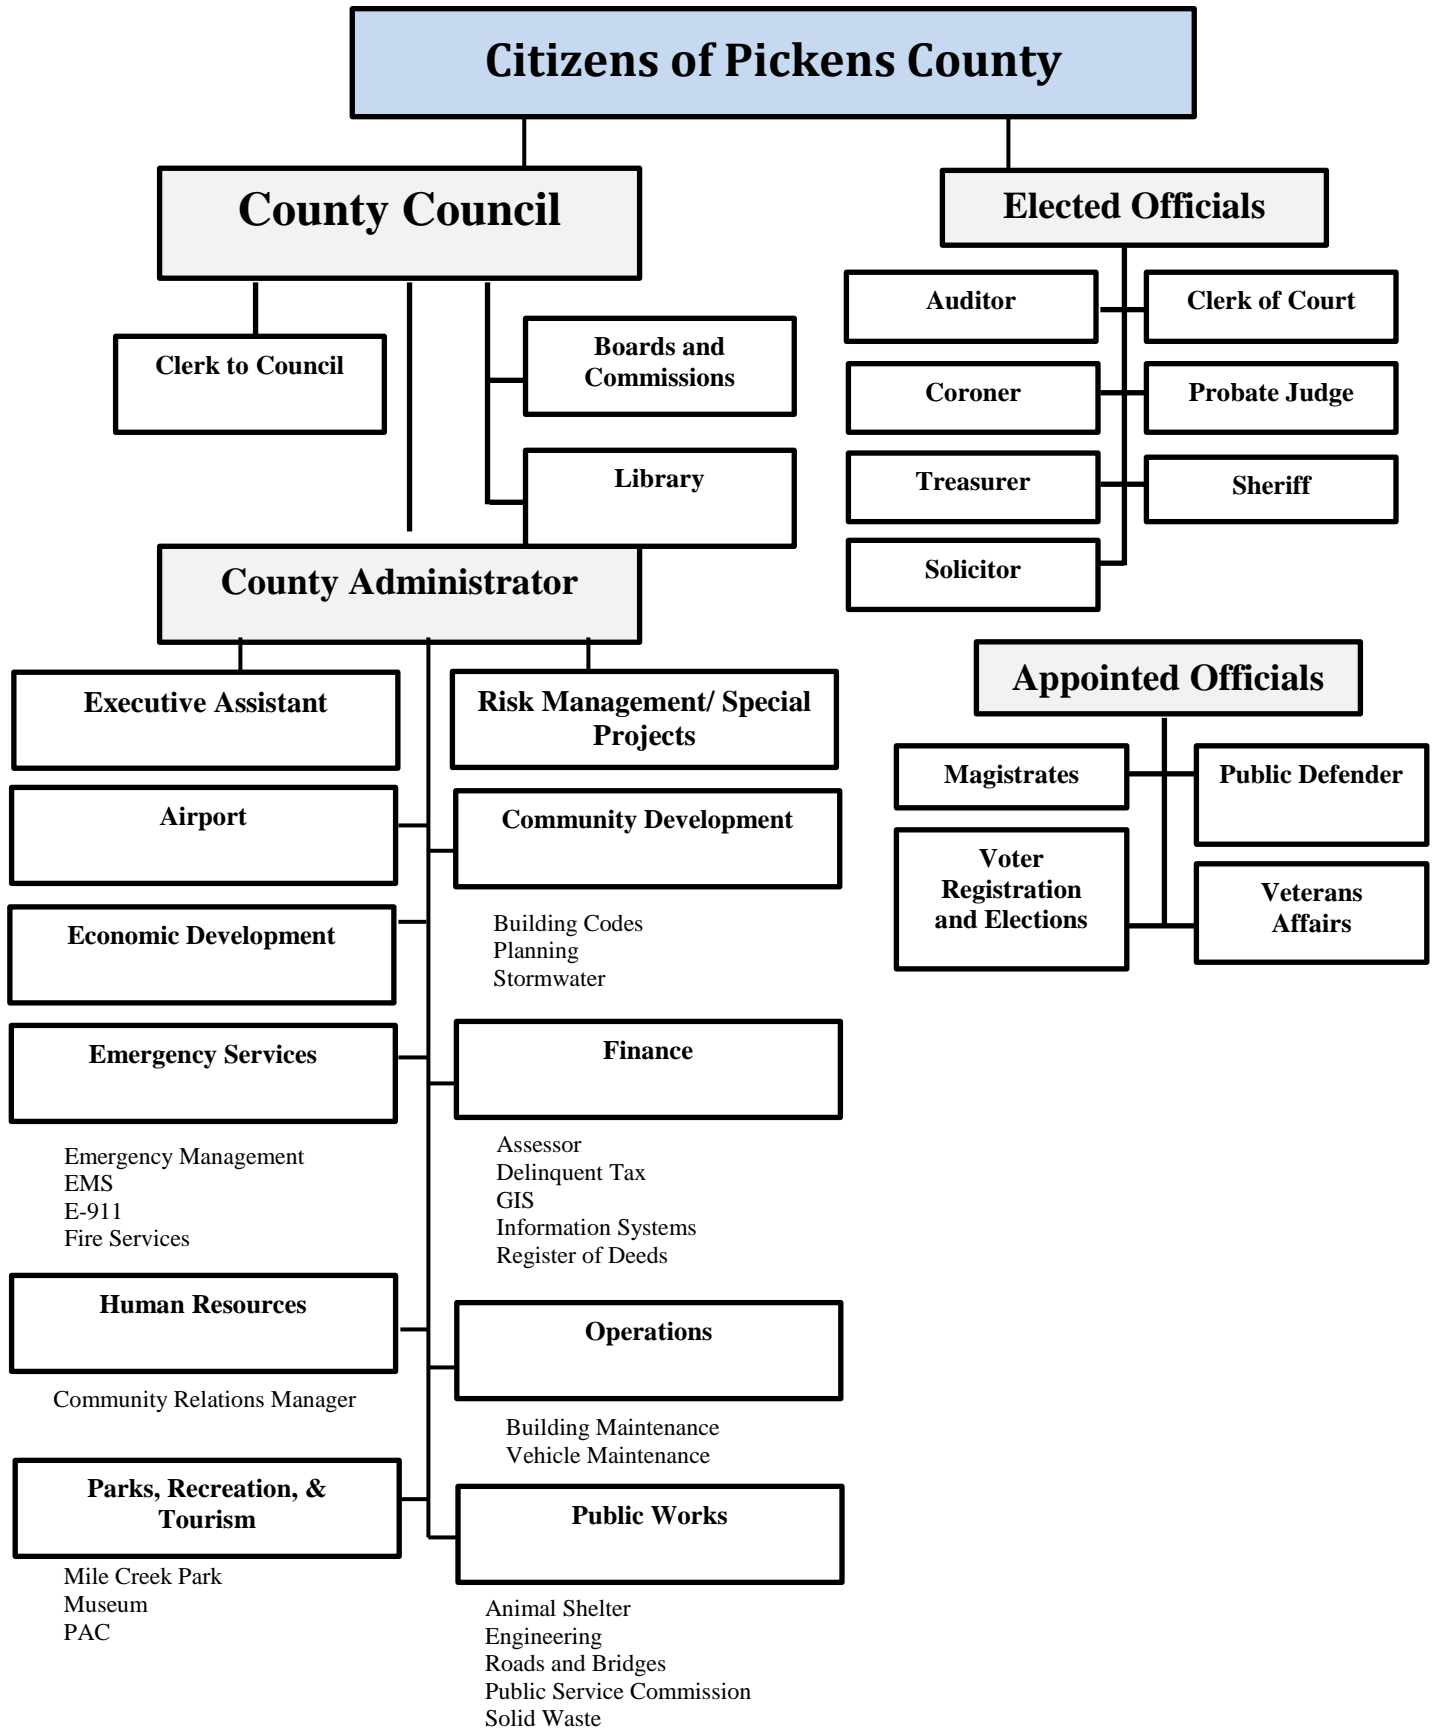 Citizens of Pickens County
County Council
Elected Officials
Clerk to Council
Boards and
Commissions
Library
Auditor
Clerk of Court
Coroner
Probate Judge
Treasurer
Sheriff
Solicitor
County Administrator
Executive Assistant
Risk Management/ Special
Projects
Airport
Community Development
Building Codes
Planning
Stormwater
Economic Development
Emergency Services
Emergency Management
EMS
E-911
Fire Services
Finance
Assessor
Delinquent Tax
GIS
Information Systems
Register of Deeds
Human Resources
Community Relations Manager
Operations
Building Maintenance
Vehicle Maintenance
Parks, Recreation, &
Tourism
Mile Creek Park
Museum
PAC
Public Works
Animal Shelter
Engineering
Roads and Bridges
Public Service Commission
Solid Waste
Appointed Officials
Magistrates
Public Defender
Voter
Registration
and Elections
Veterans
Affairs